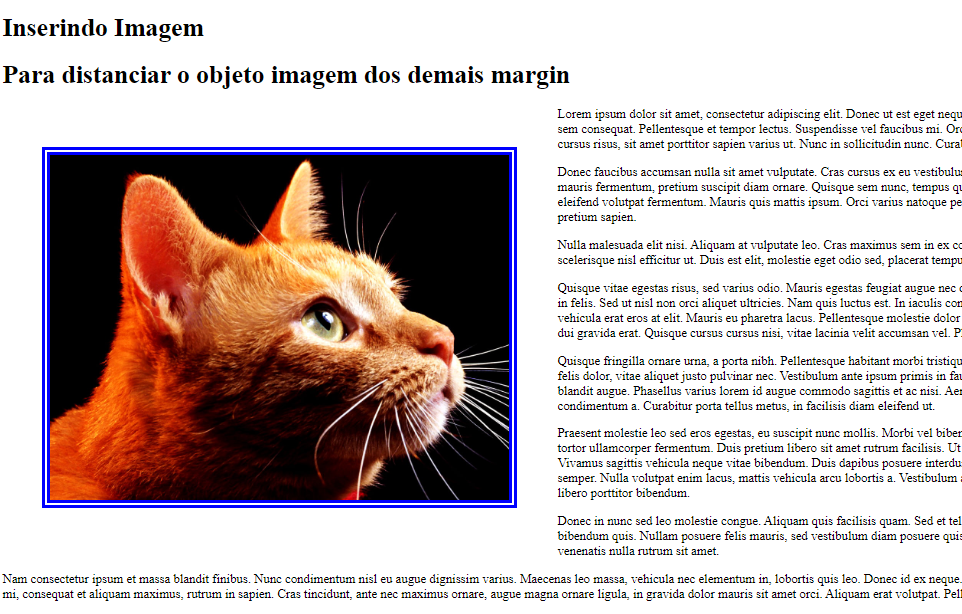 Inserindo Imagem
Para distanciar o objeto imagem dos demais margin
Lorem ipsum dolor sit amet, consectetur adipiscing elit. Donec ut est eget
sem consequat. Pellentesque et tempor lectus. Suspendisse vel faucibus mi.
cursus risus, sit amet porttitor sapien varius ut. Nunc in sollicitudin nunc.
Donec faucibus accumsan nulla sit amet vulputate. Cras cursus ex eu
mauris fermentum, pretium suscipit diam ornare. Quisque sem nunc, tempus
eleifend volutpat fermentum. Mauris quis mattis ipsum. Orci varius natoque
pretium sapien.
Nulla malesuada elit nisi. Aliquam at vulputate leo. Cras maximus sem in ex
scelerisque nisl efficitur ut. Duis est elit, molestie eget odio sed, placerat
Quisque vitae egestas risus, sed varius odio. Mauris egestas feugiat augue nec
in felis. Sed ut nisl non orci aliquet ultricies. Nam quis luctus est. In iaculis
vehicula erat eros at elit. Mauris eu pharetra lacus. Pellentesque molestie dolor
dui gravida erat. Quisque cursus cursus nisi, vitae lacinia velit accumsan vel.
Quisque fringilla ornare urna, a porta nibh. Pellentesque habitant morbi
felis dolor, vitae aliquet justo pulvinar nec. Vestibulum ante ipsum primis in
blandit augue. Phasellus varius lorem id augue commodo sagittis et ac nisi.
condimentum a. Curabitur porta tellus metus, in facilisis diam eleifend ut.
Praesent molestie leo sed eros egestas, eu suscipit nunc mollis. Morbi vel
tortor ullamcorper fermentum. Duis pretium libero sit amet rutrum facilisis. Ut
Vivamus sagittis vehicula neque vitae bibendum. Duis dapibus posuere
semper. Nulla volutpat enim lacus, mattis vehicula arcu lobortis a. Vestibulum
libero porttitor bibendum.
Donec in nunc sed leo molestie congue. Aliquam quis facilisis quam. Sed et
bibendum quis. Nullam posuere felis mauris, sed vestibulum diam posuere
venenatis nulla rutrum sit amet.
Nam consectetur ipsum et massa blandit finibus. Nunc condimentum nisl eu augue dignissim varius. Maecenas leo massa, vehicula nec elementum in, lobortis quis leo. Donec id ex neque.
mi, consequat et aliquam maximus, rutrum in sapien. Cras tincidunt, ante nec maximus ornare, augue magna ornare ligula, in gravida dolor mauris sit amet orci. Aliquam erat volutpat.